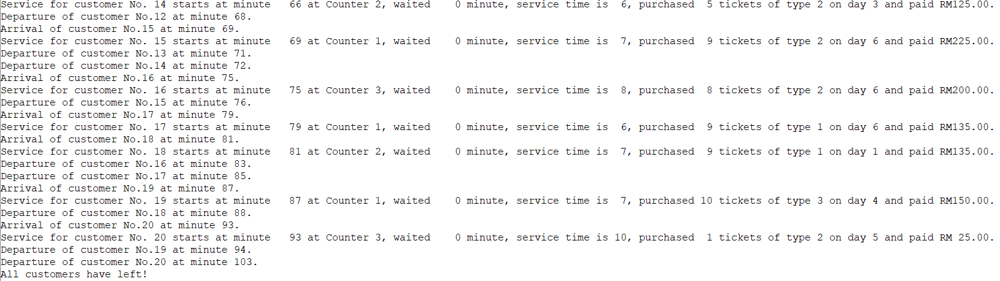 Service for customer No. 14 starts at minute   66 at Counter 2, waited    0 minute, service time is  6, purchased  5 tickets of type 2 on day 3 and paid RM125.00.
Departure of customer No.12 at minute 68.
Arrival of customer No.15 at minute 69.
Service for customer No. 15 starts at minute   69 at Counter 1, waited    0 minute, service time is  7, purchased  9 tickets of type 2 on day 6 and paid RM225.00.
Departure of customer No.13 at minute 71.
Departure of customer No.14 at minute 72.
Arrival of customer No.16 at minute 75.
Service for customer No. 16 starts at minute   75 at Counter 3, waited    0 minute, service time is  8, purchased  8 tickets of type 2 on day 6 and paid RM200.00.
Departure of customer No.15 at minute 76.
Arrival of customer No.17 at minute 79.
Service for customer No. 17 starts at minute   79 at Counter 1, waited    0 minute, service time is  6, purchased  9 tickets of type 1 on day 6 and paid RM135.00.
Arrival of customer No.18 at minute 81.
Service for customer No. 18 starts at minute   81 at Counter 2, waited    0 minute, service time is  7, purchased  9 tickets of type 1 on day 1 and paid RM135.00.
Departure of customer No.16 at minute 83.
Departure of customer No.17 at minute 85.
Arrival of customer No.19 at minute 87.
Service for customer No. 19 starts at minute   87 at Counter 1, waited    0 minute, service time is  7, purchased 10 tickets of type 3 on day 4 and paid RM150.00.
Departure of customer No.18 at minute 88.
Arrival of customer No.20 at minute 93.
Service for customer No. 20 starts at minute   93 at Counter 3, waited    0 minute, service time is 10, purchased  1 tickets of type 2 on day 5 and paid RM 25.00.
Departure of customer No.19 at minute 94.
Departure of customer No.20 at minute 103.
All customers have left!